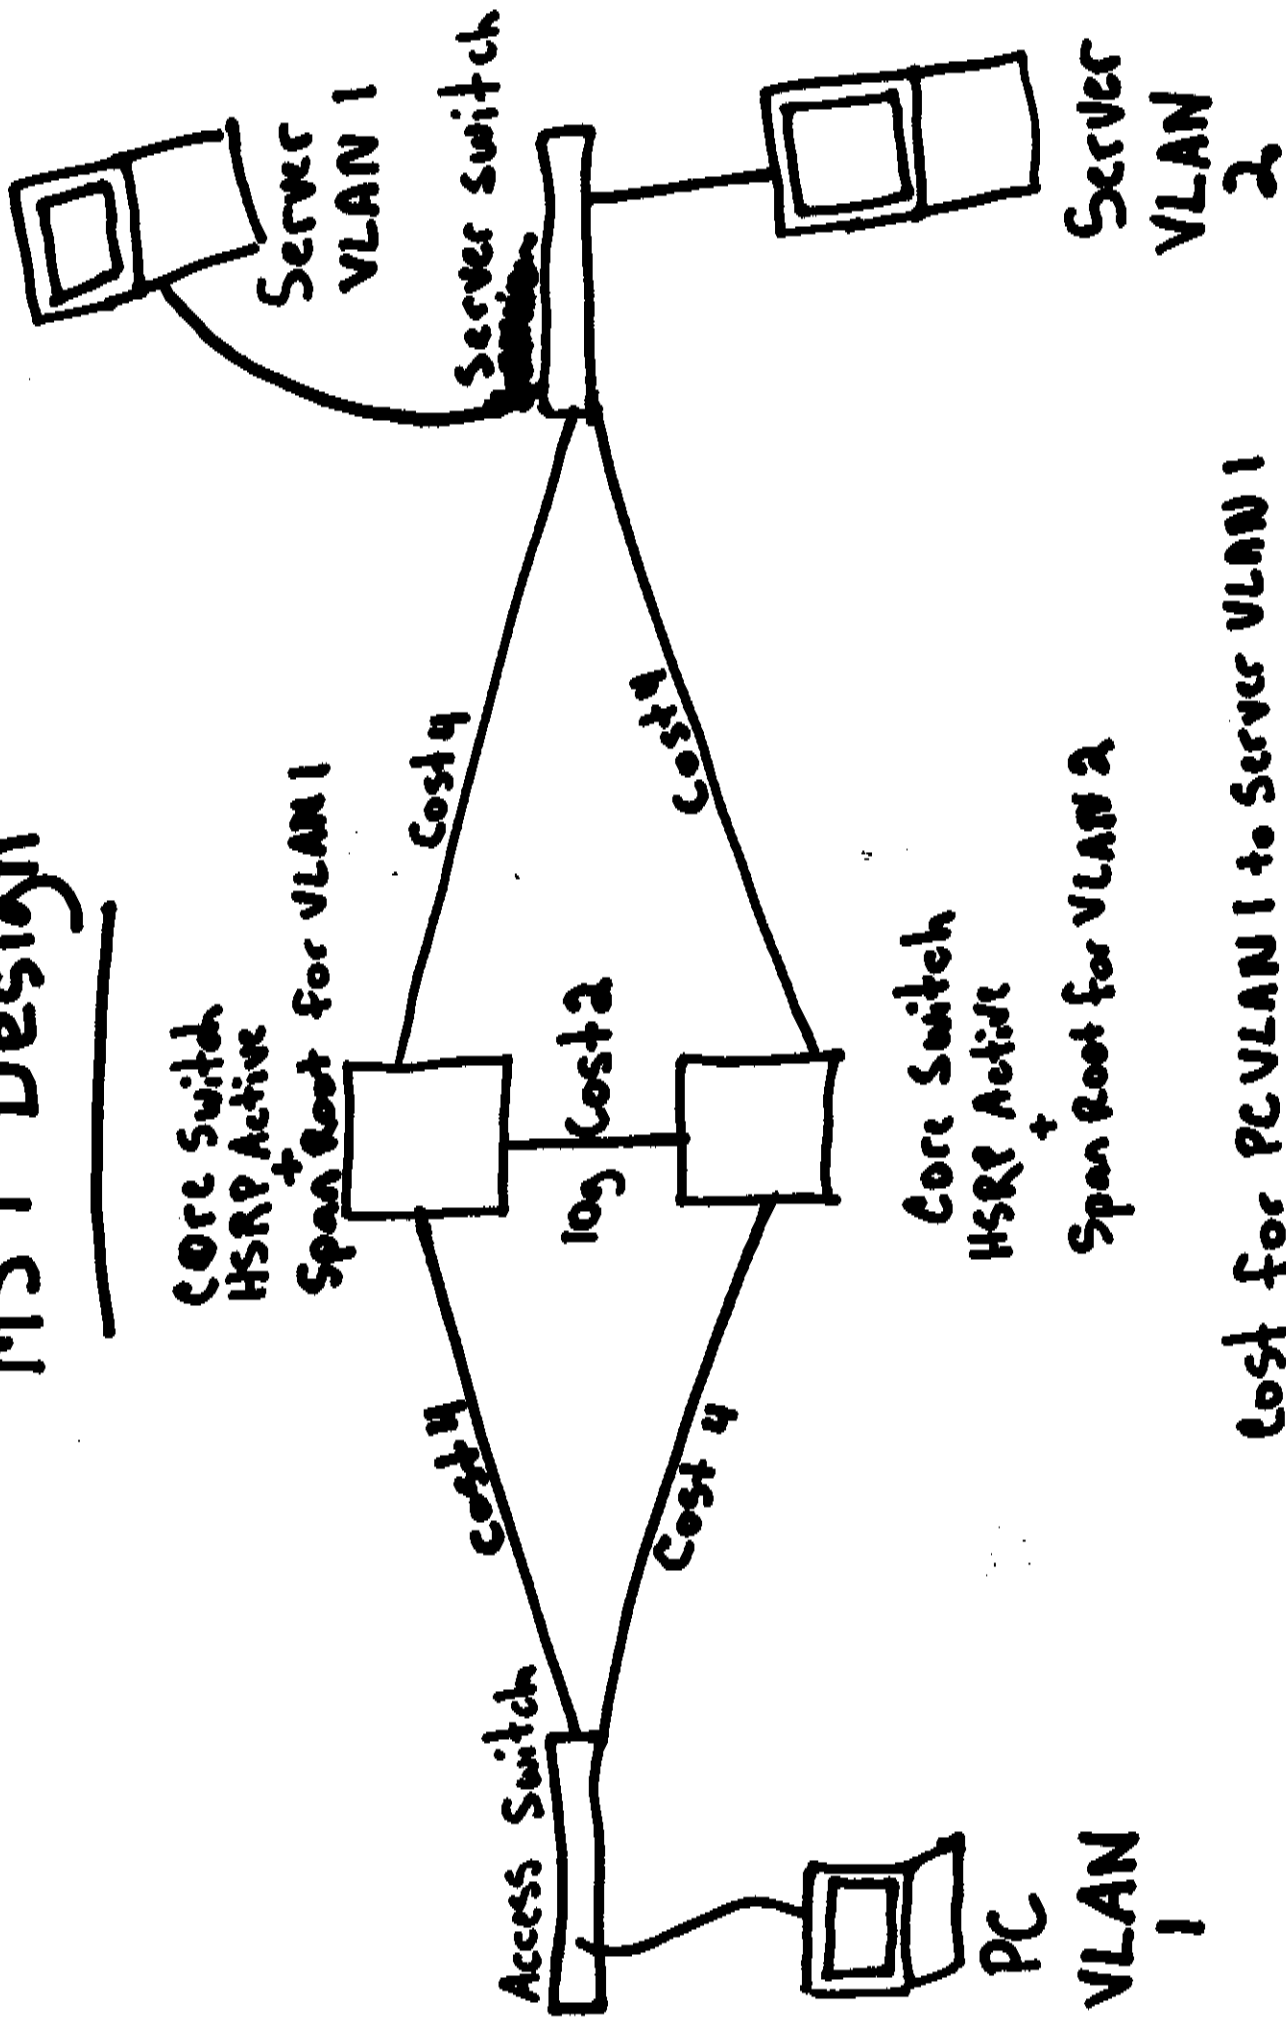 MST Design
Core Switch
HSRP Active
+
Span Root for VLAN 1
Server
VLAN 1
Server Switch
Cost 4
Cost 4
Access Switch
10g Cost 2
Cost 4
Cost 4
PC
VLAN
1
Core Switch
HSRP Active
+
Span Root for VLAN 2
Server
VLAN
2
Cost for PC VLAN 1 to Server VLAN 1